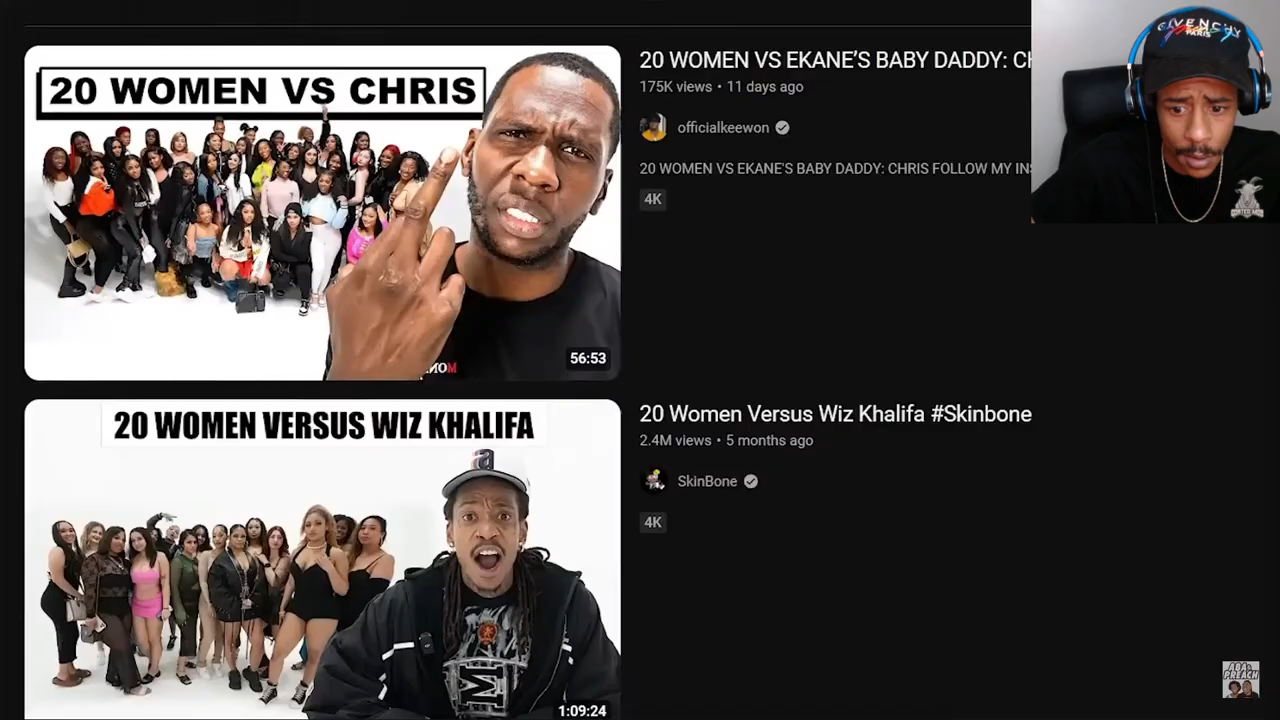 20 WOMEN VS CHRIS
56:53
20 WOMEN VS EKANE'S BABY DADDY: CH
175K views • 11 days ago
officialkeewon
20 WOMEN VS EKANE'S BABY DADDY: CHRIS FOLLOW MY INS
4K
GIVENCHY
PARIS
20 WOMEN VERSUS WIZ KHALIFA
1:09:24
20 Women Versus Wiz Khalifa #Skinbone
2.4M views • 5 months ago
SkinBone
4K
PREACH